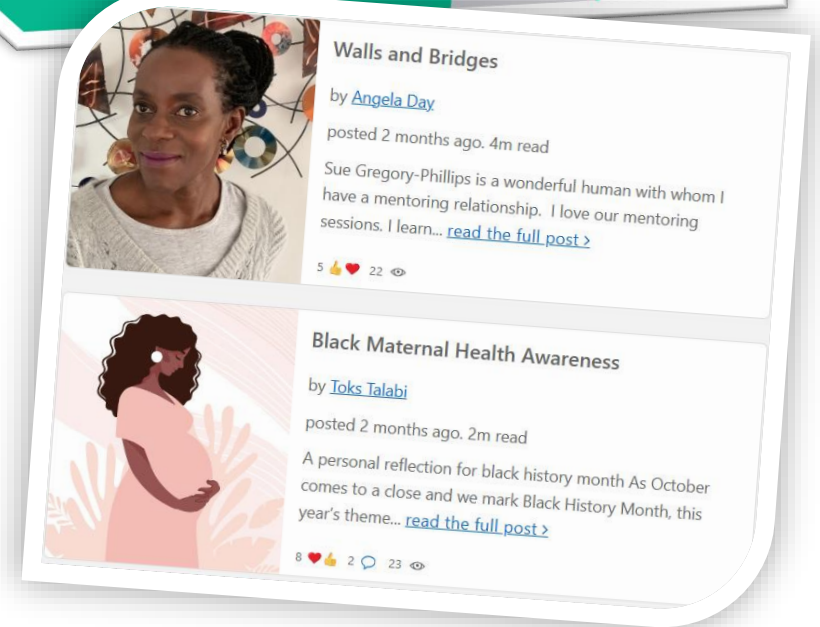 Walls and Bridges
by Angela Day
posted 2 months ago. 4m read
Sue Gregory-Phillips is a wonderful human with whom I
have a mentoring relationship.  I love our mentoring
sessions. I learn... read the full post >
5 22
Black Maternal Health Awareness
by Toks Talabi
posted 2 months ago. 2m read
A personal reflection for black history month As October
comes to a close and we mark Black History Month, this
year's theme... read the full post >
8 2 23